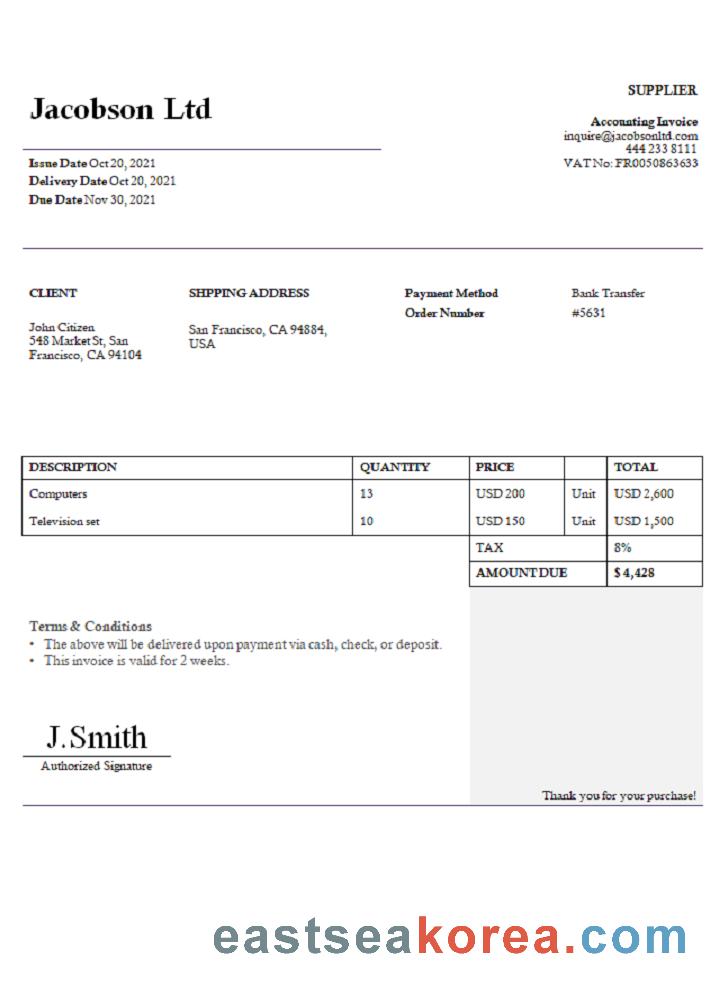 Jacobson Ltd
SUPPLIER
Accounting Invoice
inquire@jacobsonltd.com
444 233 8111
VAT No: FR0050863633
Issue Date Oct 20, 2021
Delivery Date Oct 20, 2021
Due Date Nov 30, 2021
CLIENT
John Citizen
548 Market St, San
Francisco, CA 94104
SHPPING ADDRESS
San Francisco, CA 94884,
USA
Payment Method Bank Transfer
Order Number #5631
DESCRIPTION QUANTITY PRICE TOTAL
Computers 13 USD 200 Unit USD 2,600
Television set 10 USD 150 Unit USD 1,500
TAX 8%
AMOUNT DUE $ 4,428
Terms & Conditions
• The above will be delivered upon payment via cash, check, or deposit.
• This invoice is valid for 2 weeks.
J.Smith
Authorized Signature
Thank you for your purchase!
eastseakorea.com